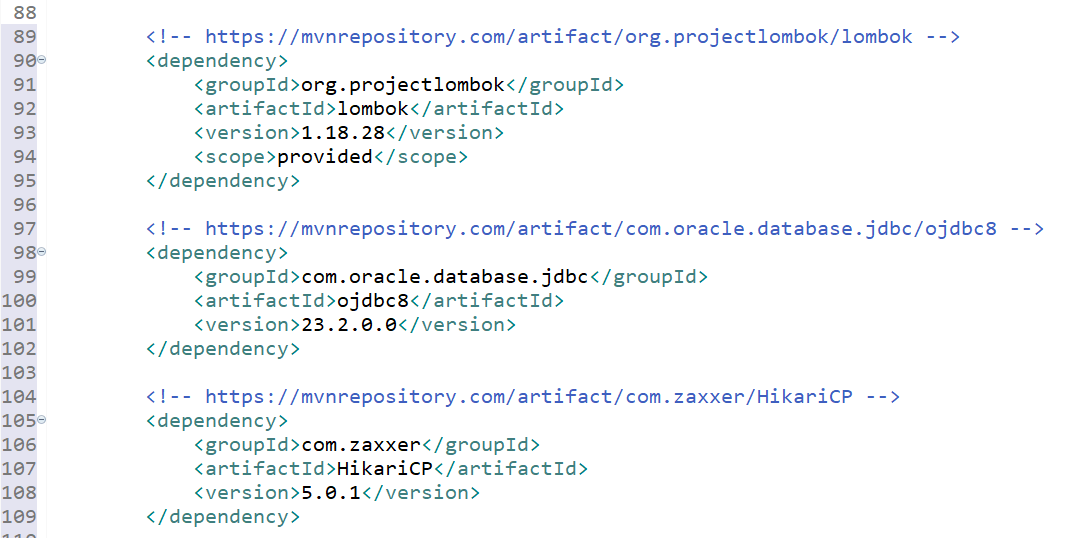 88
89 <!-- https://mvnrepository.com/artifact/org.projectlombok/lombok -->
90 <dependency>
91 <groupId>org.projectlombok</groupId>
92 <artifactId>lombok</artifactId>
93 <version>1.18.28</version>
94 <scope>provided</scope>
95 </dependency>
96
97 <!-- https://mvnrepository.com/artifact/com.oracle.database.jdbc/ojdbc8 -->
98 <dependency>
99 <groupId>com.oracle.database.jdbc</groupId>
100 <artifactId>ojdbc8</artifactId>
101 <version>23.2.0.0</version>
102 </dependency>
103
104 <!-- https://mvnrepository.com/artifact/com.zaxxer/HikariCP -->
105 <dependency>
106 <groupId>com.zaxxer</groupId>
107 <artifactId>HikariCP</artifactId>
108 <version>5.0.1</version>
109 </dependency>